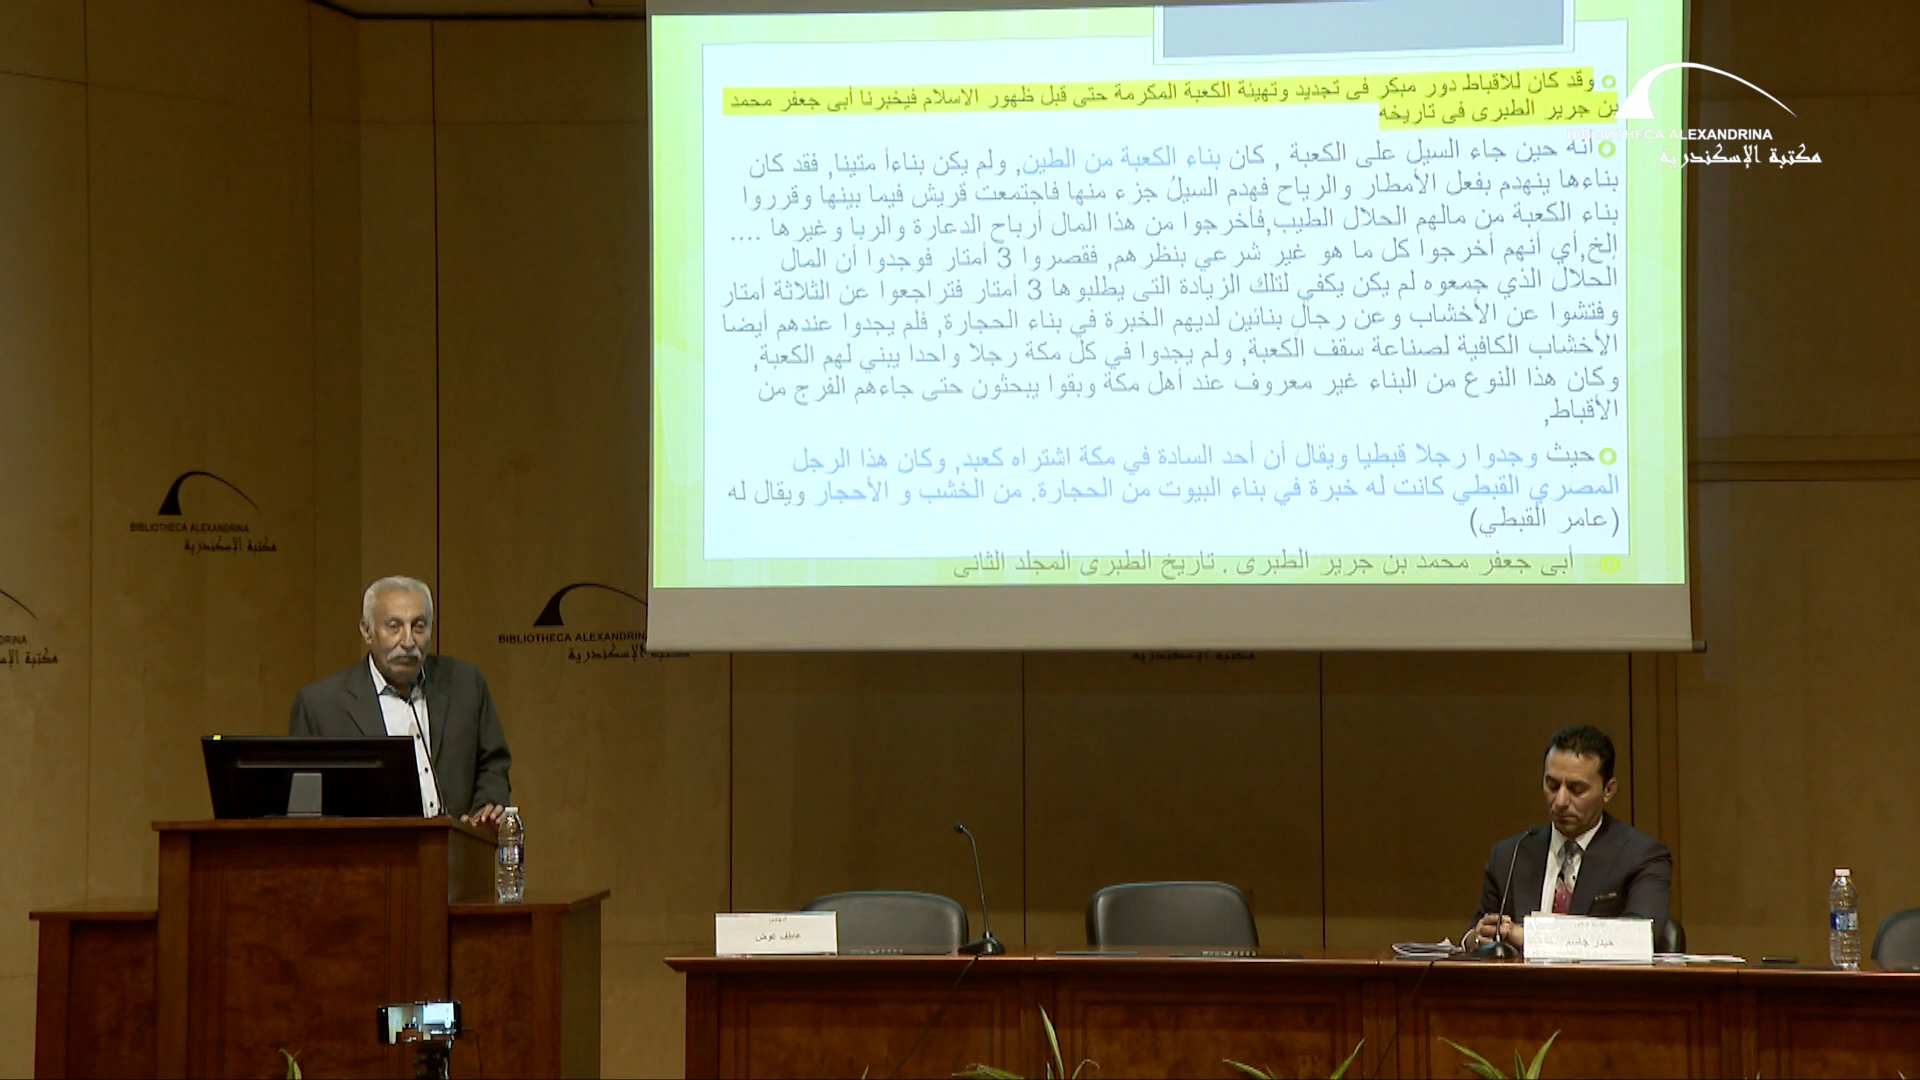 وقد كان للاقباط دور مبكر فى تجديد وتهيئة الكعبة المكرمة حتى قبل ظهور الاسلام فيخبرنا أبى جعفر محمد
بن جرير الطبرى فى تاريخه
أنه حين جاء السيل على الكعبة , كان بناء الكعبة من الطين, ولم يكن بناءأ متينا, فقد كان
بناءها ينهدم بفعل الأمطار والرياح فهدم السيلُ جزء منها فاجتمعت قريش فيما بينها وقرروا
بناء الكعبة من مالهم الحلال الطيب,فأخرجوا من هذا المال أرباح الدعارة والربا وغيرها ....
إلخ,أي أنهم أخرجوا كل ما هو غير شرعي بنظرهم, فقصروا 3 أمتار فوجدوا أن المال
الحلال الذي جمعوه لم يكن يكفي لتلك الزيادة التى يطلبوها 3 أمتار فتراجعوا عن الثلاثة أمتار
وفتشوا عن الأخشاب وعن رجالٍ بنائين لديهم الخبرة في بناء الحجارة, فلم يجدوا عندهم أيضا
الأخشاب الكافية لصناعة سقف الكعبة, ولم يجدوا في كل مكة رجلا واحدا يبني لهم الكعبة,
وكان هذا النوع من البناء غير معروف عند أهل مكة وبقوا يبحثون حتى جاءهم الفرج من
الأقباط,
حيث وجدوا رجلا قبطيا ويقال أن أحد السادة في مكة اشتراه كعبد, وكان هذا الرجل
المصري القبطي كانت له خبرة في بناء البيوت من الحجارة. من الخشب و الأحجار ويقال له
(عامر القبطي)
أبى جعفر محمد بن جرير الطبرى . تاريخ الطبرى المجلد الثانى
BIBLIOTHECA ALEXANDRINA
مكتبة الإسكندرية
BIBLIOTHECA ALEXANDRINA
مكتبة الإسكندرية
BIBLIOTHECA ALEXANDRINA
مكتبة الإسكندرية
مكتبة الإسكندرية
عاطف عوض